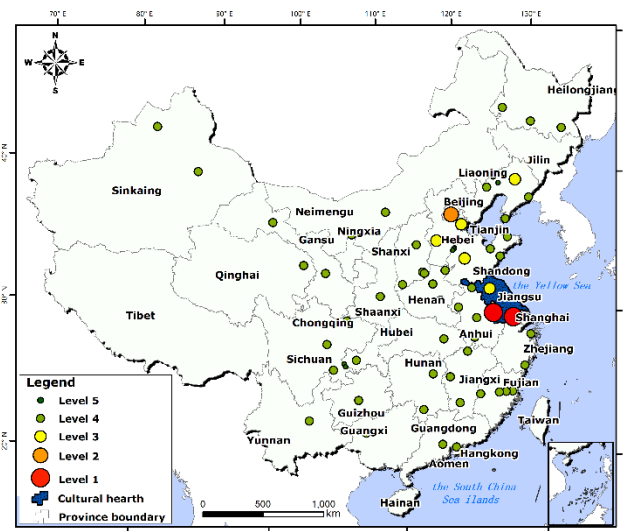 70° E 80° E 90° E 100° E 110° E 120° E 130° E
N
W E
S
Heilongjiang
40° N
Jilin
Liaoning
Sinkaing
Beijing
Neimengu
Tianjin
Ningxia
Hebei
Gansu
Shanxi
Qinghai
Shandong
the Yellow Sea
30° N
Henan
Jiangsu
Shaanxi
Tibet
Shanghai
Chongqing
Hubei
Anhui
Zhejiang
Sichuan
Hunan
Legend
Jiangxi
Fujian
Level 5
Level 4
Guizhou
Taiwan
Level 3
Guangdong
Guangxi
Level 2
Yunnan
Hangkong
Aomen
Level 1
the South China
Sea ilands
Cultural hearth
Hainan
0 500 1,000
km
Province boundary